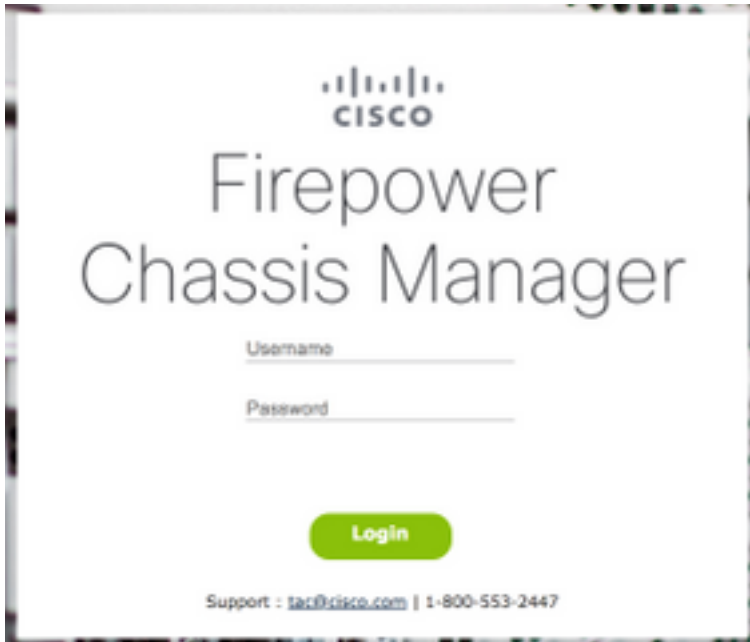 CISCO
Firepower
Chassis Manager
Username
Password
Login
Support : tac@cisco.com | 1-800-553-2447